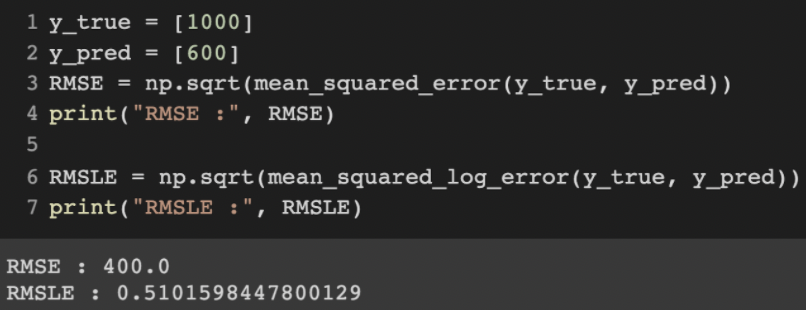 1 y_true = [1000]
2 y_pred = [600]
3 RMSE = np.sqrt(mean_squared_error(y_true, y_pred))
4 print("RMSE :", RMSE)
5
6 RMSLE = np.sqrt(mean_squared_log_error(y_true, y_pred))
7 print("RMSLE :", RMSLE)
RMSE : 400.0
RMSLE : 0.5101598447800129